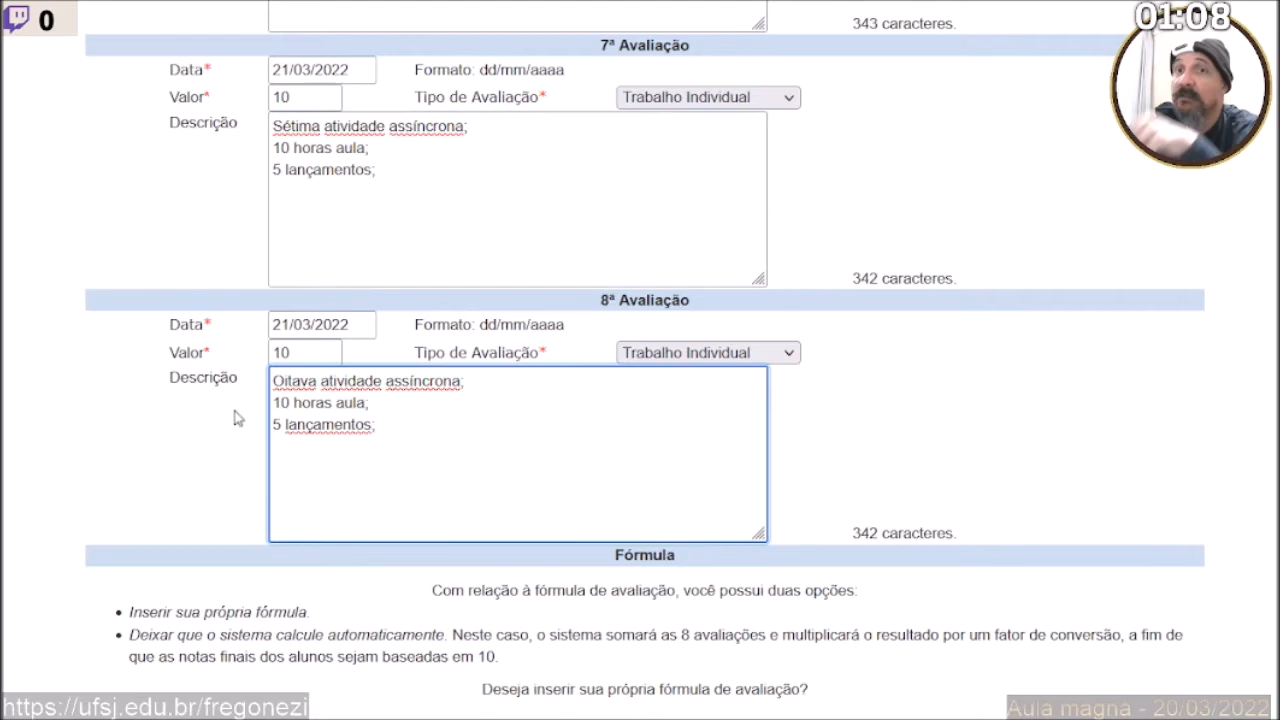 0
01:08
343 caracteres.
7ª Avaliação
Data* 21/03/2022 Formato: dd/mm/aaaa
Valor* 10 Tipo de Avaliação* Trabalho Individual
Descrição
Sétima atividade assíncrona;
10 horas aula;
5 lançamentos;
342 caracteres.
8ª Avaliação
Data* 21/03/2022 Formato: dd/mm/aaaa
Valor* 10 Tipo de Avaliação* Trabalho Individual
Descrição
Oitava atividade assíncrona;
10 horas aula;
5 lançamentos;
342 caracteres.
Fórmula
Com relação à fórmula de avaliação, você possui duas opções:
• Inserir sua própria fórmula.
• Deixar que o sistema calcule automaticamente. Neste caso, o sistema somará as 8 avaliações e multiplicará o resultado por um fator de conversão, a fim de
que as notas finais dos alunos sejam baseadas em 10.
Deseja inserir sua própria fórmula de avaliação?
https://ufsj.edu.br/fregonezi
Aula magna - 20/03/2022